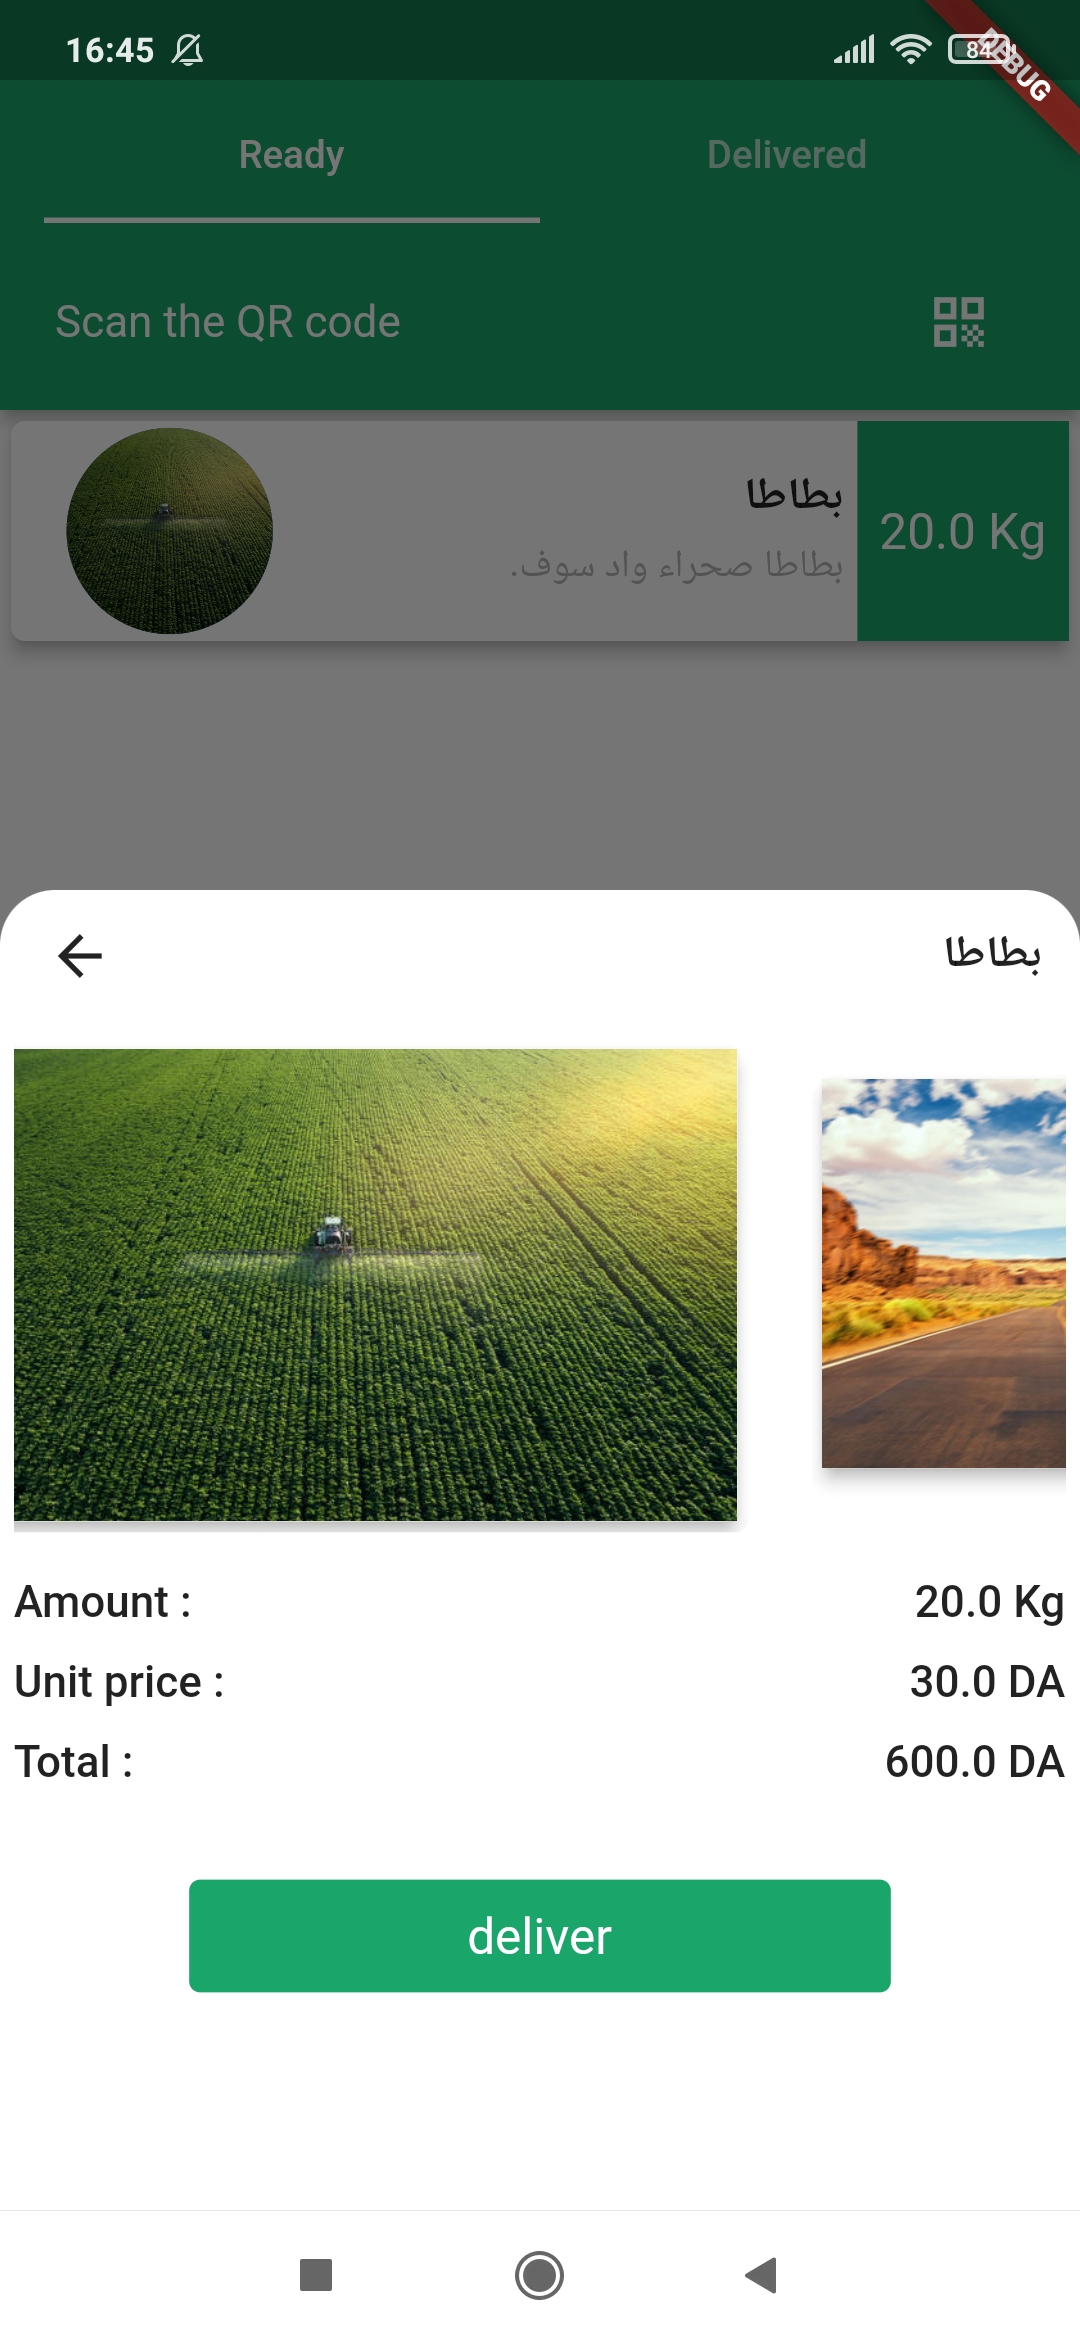 16:45
84
DEBUG
Ready
Delivered
Scan the QR code
بطاطا
بطاطا صحراء واد سوف.
20.0 Kg
بطاطا
Amount :
20.0 Kg
Unit price :
30.0 DA
Total :
600.0 DA
deliver